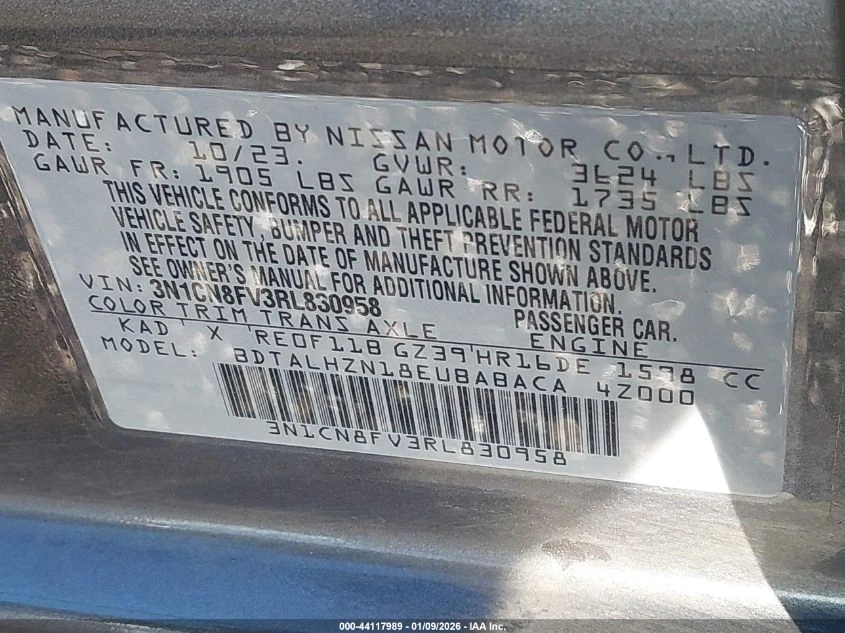 MANUFACTURED BY NISSAN MOTOR CO., LTD.
DATE: 10/23. GVWR: 3624 LBS
GAWR FR: 1905 LBS GAWR RR: 1735 LBS
THIS VEHICLE CONFORMS TO ALL APPLICABLE FEDERAL MOTOR
VEHICLE SAFETY, BUMPER AND THEFT PREVENTION STANDARDS
IN EFFECT ON THE DATE OF MANUFACTURE SHOWN ABOVE.
SEE OWNER'S MANUAL FOR ADDITIONAL INFORMATION.
VIN: 3N1CN8FV3RL830958 PASSENGER CAR.
COLOR TRIM TRANS AXLE ENGINE
KAD X RE0F11B GZ39 HR16DE 1598 CC
MODEL: BDTALHZN18EUBABACA 4Z000
3N1CN8FV3RL830958
000-44117989 - 01/09/2026 - IAA Inc.